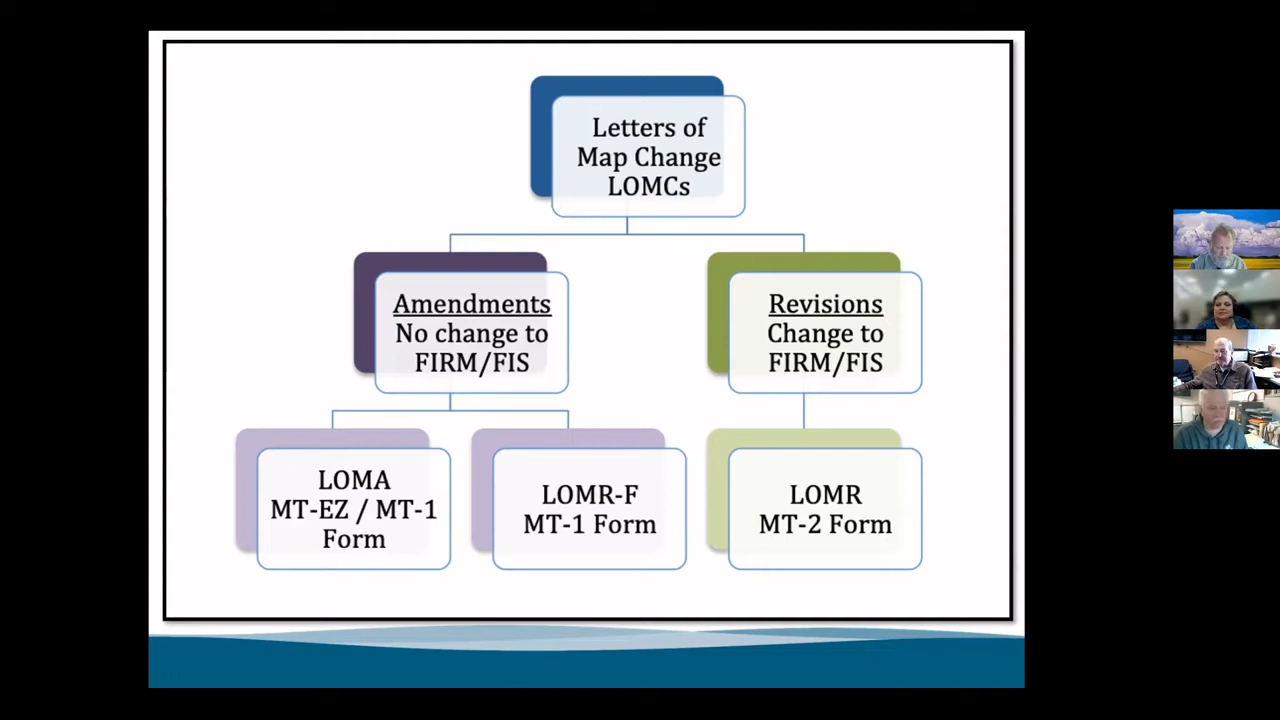 Letters of
Map Change
LOMCs
Amendments
No change to
FIRM/FIS
Revisions
Change to
FIRM/FIS
LOMA
MT-EZ / MT-1
Form
LOMR-F
MT-1 Form
LOMR
MT-2 Form